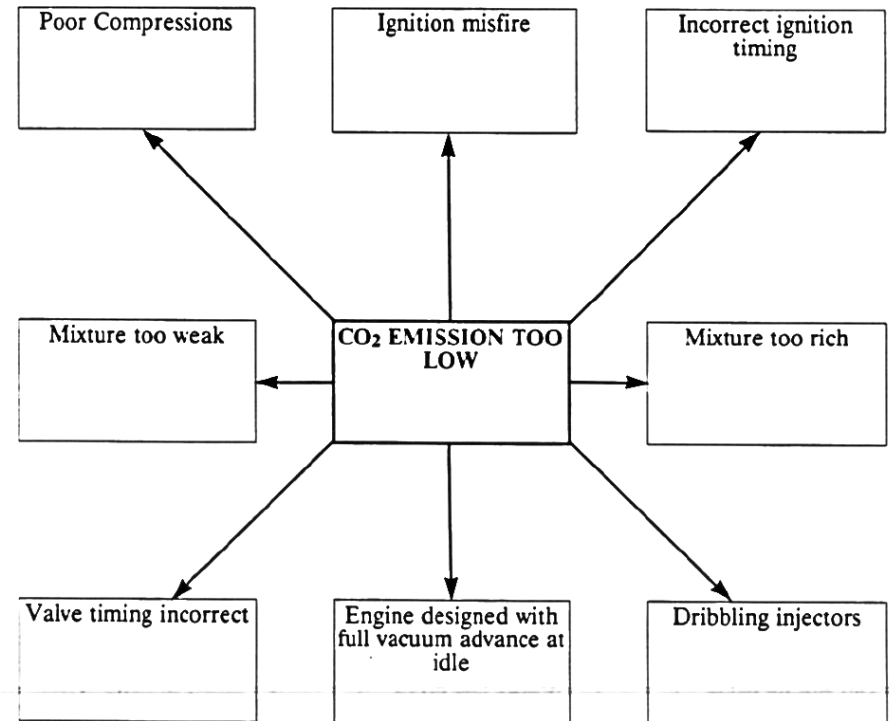 Poor Compressions
Ignition misfire
Incorrect ignition
timing
Mixture too weak
CO₂ EMISSION TOO
LOW
Mixture too rich
Valve timing incorrect
Engine designed with
full vacuum advance at
idle
Dribbling injectors